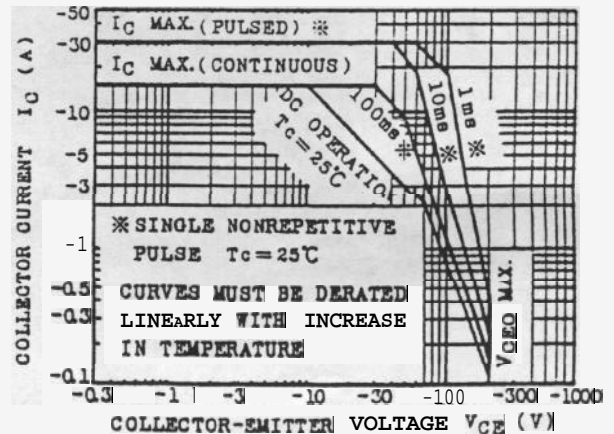 -50
-30
-10
-5
-3
-1
-0.5
-0.3
-0.1
COLLECTOR CURRENT IC (A)
IC MAX.(PULSED) ※
IC MAX.(CONTINUOUS)
DC OPERATION
Tc=25℃
100ms※
10ms ※
1ms ※
※SINGLE NONREPETITIVE
PULSE Tc=25℃
CURVES MUST BE DERATED
LINEARLY WITH INCREASE
IN TEMPERATURE
VCEO MAX.
-0.3 -1 -3 -10 -30 -100 -300 -1000
COLLECTOR-EMITTER VOLTAGE VCE (V)